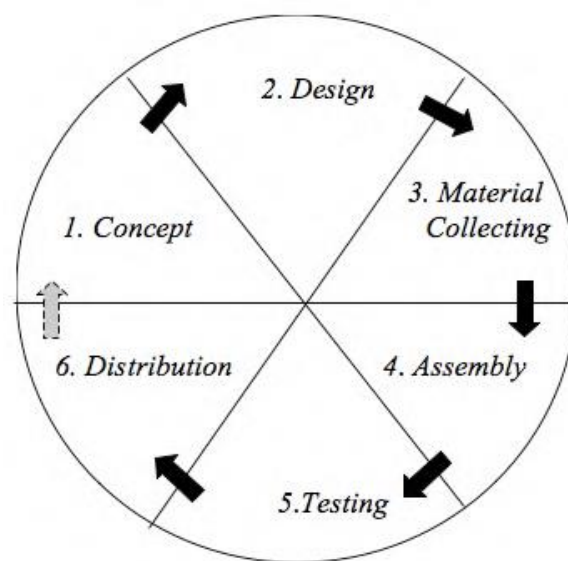 1. Concept
2. Design
3. Material
Collecting
4. Assembly
5.Testing
6. Distribution